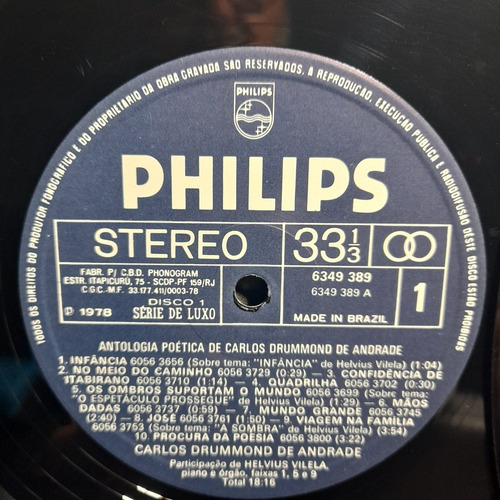 TODOS OS DIREITOS DO PRODUTOR FONOGRÁFICO E DO PROPRIETÁRIO DA OBRA GRAVADA SÃO RESERVADOS. A REPRODUÇÃO, EXECUÇÃO PÚBLICA E RADIODIFUSÃO DESTE DISCO ESTÃO PROIBIDAS
PHILIPS
PHILIPS
STEREO
33 1/3
FABR. P/ C.B.D. PHONOGRAM
ESTR. ITAPICURÚ, 75 - SCDP-PF 159/RJ
C.G.C.-M.F. 33.177.411/0003-78
6349 389
6349 389 A
1
DISCO 1
℗ 1978
SÉRIE DE LUXO
MADE IN BRAZIL
ANTOLOGIA POÉTICA DE CARLOS DRUMMOND DE ANDRADE
1. INFÂNCIA 6056 3656 (Sobre tema: "INFÂNCIA" de Helvius Vilela) (1:04)
2. NO MEIO DO CAMINHO 6056 3729 (0:29) — 3. CONFIDÊNCIA DE
ITABIRANO 6056 3710 (1:14) — 4. QUADRILHA 6056 3702 (0:30)
5. OS OMBROS SUPORTAM O MUNDO 6056 3699 (Sobre tema:
"O ESPETÁCULO PROSSEGUE" de Helvius Vilela) (1:29) — 6. MÃOS
DADAS 6056 3737 (0:59) — 7. MUNDO GRANDE 6056 3745
(2:40) — 8. JOSÉ 6056 3761 (1:50) — 9. VIAGEM NA FAMÍLIA
6056 3753 (Sobre tema: "A SOMBRA" de Helvius Vilela) (3:54)
10. PROCURA DA POESIA 6056 3800 (3:22)
CARLOS DRUMMOND DE ANDRADE
Participação de HELVIUS VILELA,
piano e órgão, faixas 1, 5 e 9
Total 18:16